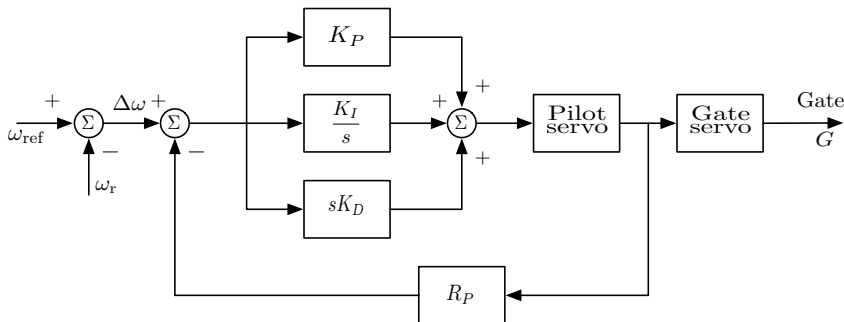 K_P
+
Δω
+
+
ω_ref
Σ
−
ω_r
Σ
−
K_I
s
+
+
Σ
+
sK_D
Pilot
servo
Gate
servo
Gate
G
R_P